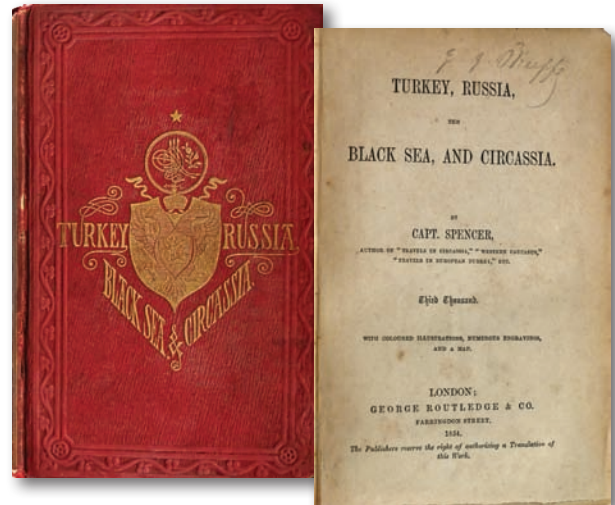 TURKEY, RUSSIA,
BLACK SEA & CIRCASSIA.
TURKEY, RUSSIA,
THE
BLACK SEA, AND CIRCASSIA.
BY
CAPT. SPENCER,
AUTHOR OF "TRAVELS IN CIRCASSIA," "WESTERN CAUCASUS,"
"TRAVELS IN EUROPEAN TURKEY," ETC.
Third Thousand.
WITH COLOURED ILLUSTRATIONS, NUMEROUS ENGRAVINGS,
AND A MAP.
LONDON:
GEORGE ROUTLEDGE & CO.
FARRINGDON STREET.
1854.
The Publishers reserve the right of authorising a Translation of
this Work.